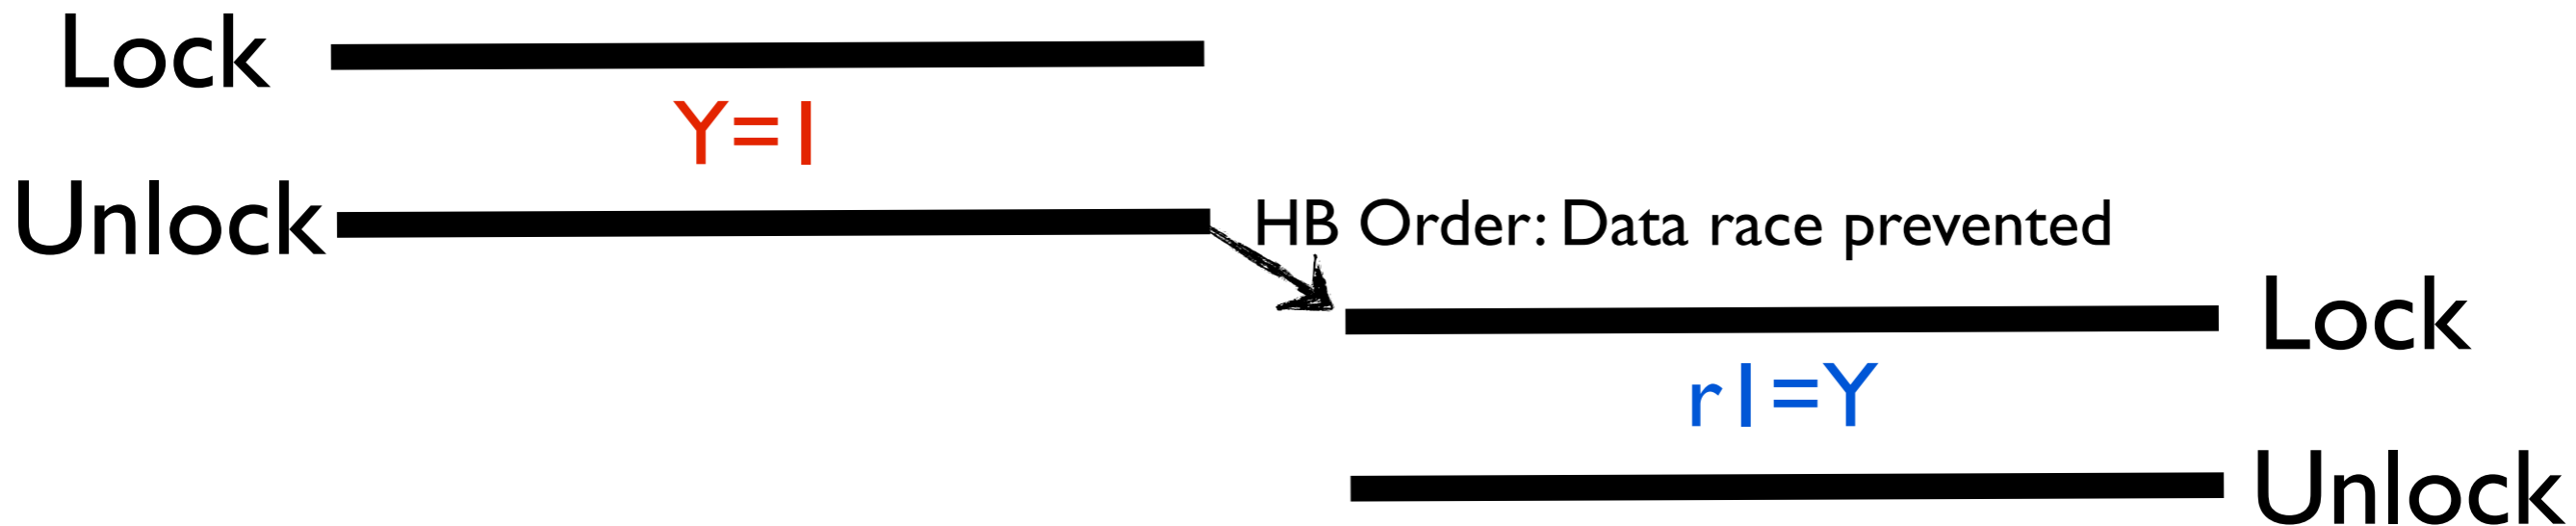 Lock
Y=1
Unlock
HB Order: Data race prevented
Lock
r1=Y
Unlock